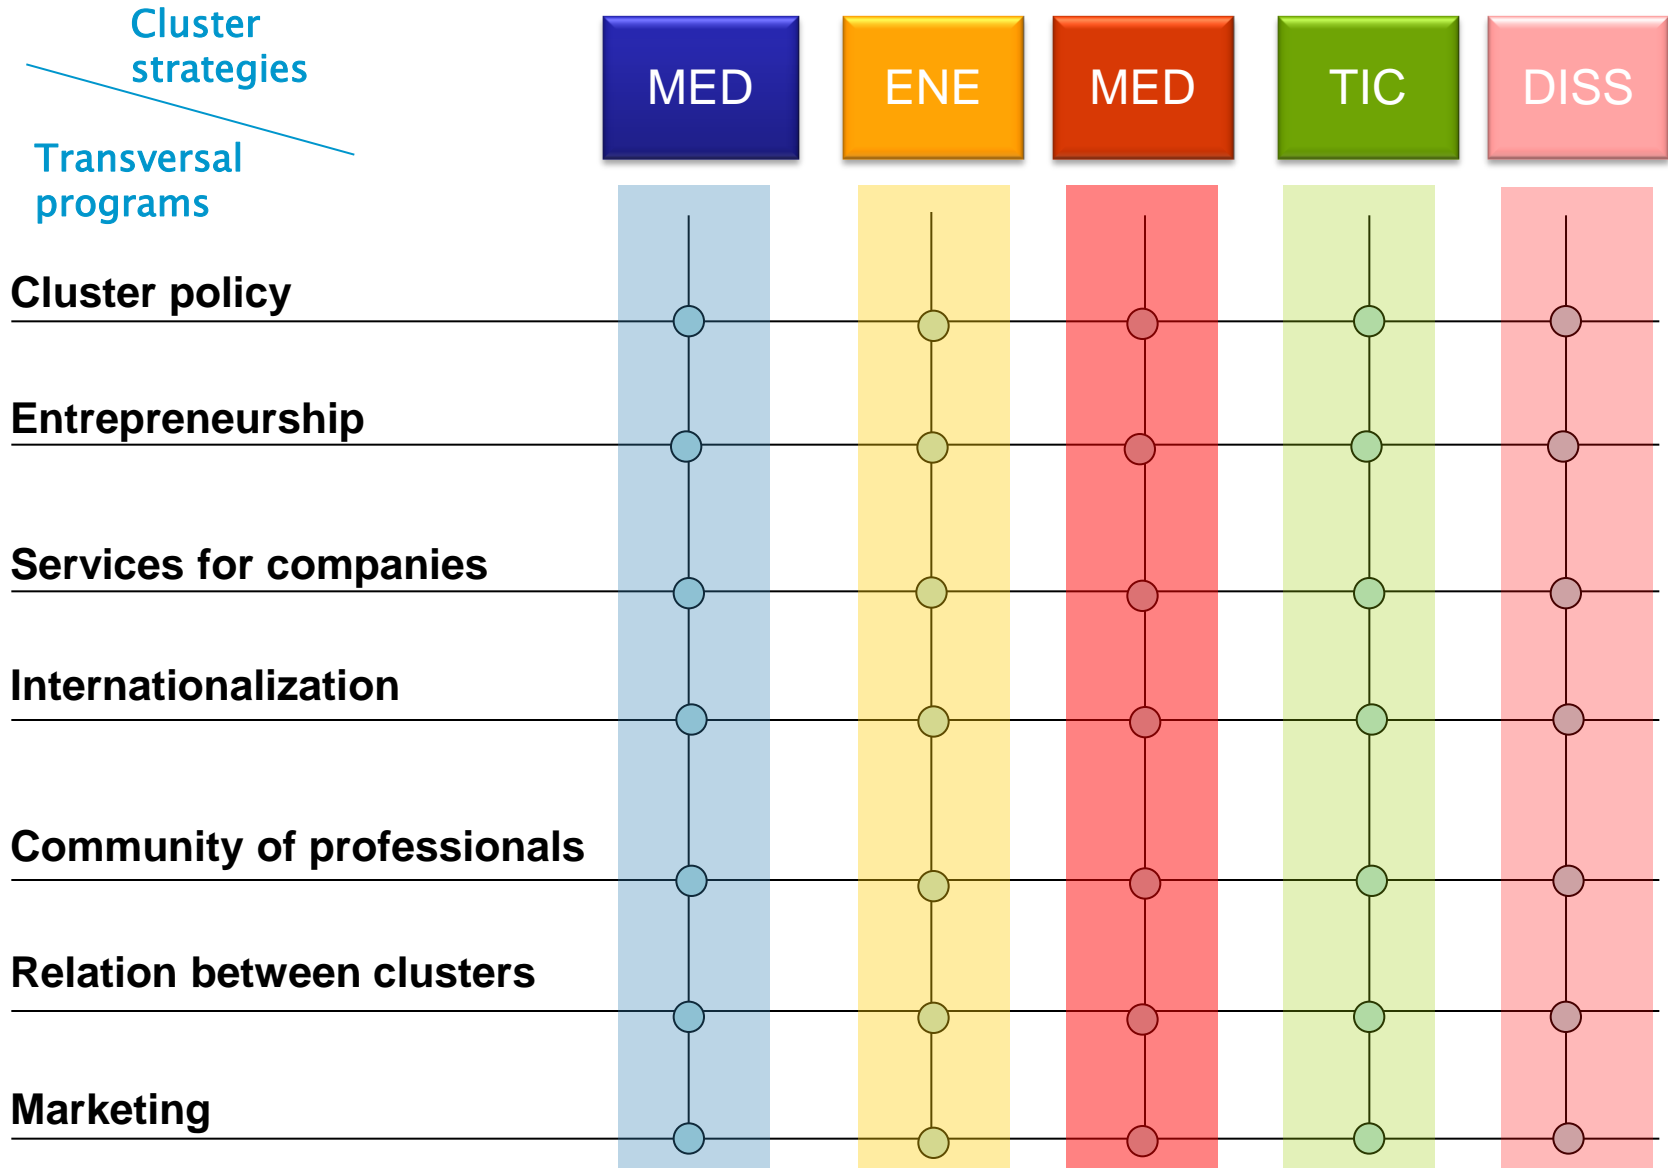 Cluster
strategies
Transversal
programs
MED
ENE
MED
TIC
DISS
Cluster policy
Entrepreneurship
Services for companies
Internationalization
Community of professionals
Relation between clusters
Marketing